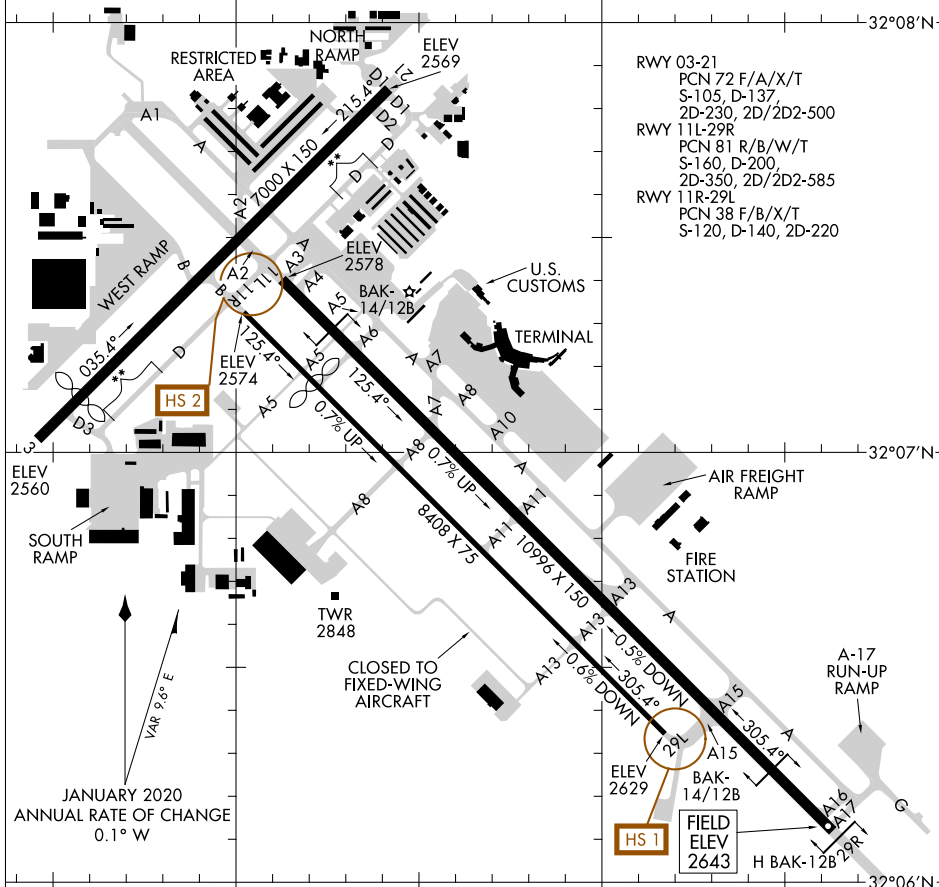 32°08'N
NORTH
RAMP
RESTRICTED
AREA
ELEV
2569
RWY 03-21
PCN 72 F/A/X/T
S-105, D-137,
2D-230, 2D/2D2-500
RWY 11L-29R
PCN 81 R/B/W/T
S-160, D-200,
2D-350, 2D/2D2-585
RWY 11R-29L
PCN 38 F/B/X/T
S-120, D-140, 2D-220
D1
21
D1
D2
D
215.4°
A1
A
**
D
7000 X 150
A2
A
A3
ELEV
2578
WEST RAMP
B
A2
11L
A4
11R
B
BAK-
14/12B
U.S.
CUSTOMS
A5
A6
TERMINAL
035.4°
D
**
ELEV
2574
125.4°
A5
125.4°
A
A7
A8
A7
HS 2
A5
0.7% UP
A10
D3
3
A8
0.7% UP
A
32°07'N
ELEV
2560
AIR FREIGHT
RAMP
A8
A11
8408 X 75
A11
10996 X 150
SOUTH
RAMP
FIRE
STATION
A13
A
TWR
2848
A13
0.5% DOWN
A-17
RUN-UP
RAMP
CLOSED TO
FIXED-WING
AIRCRAFT
A13
0.6% DOWN
305.4°
VAR 9.6° E
A15
A
305.4°
29L
A15
ELEV
2629
BAK-
14/12B
JANUARY 2020
ANNUAL RATE OF CHANGE
0.1° W
A16
A17
G
HS 1
FIELD
ELEV
2643
H BAK-12B
29R
32°06'N